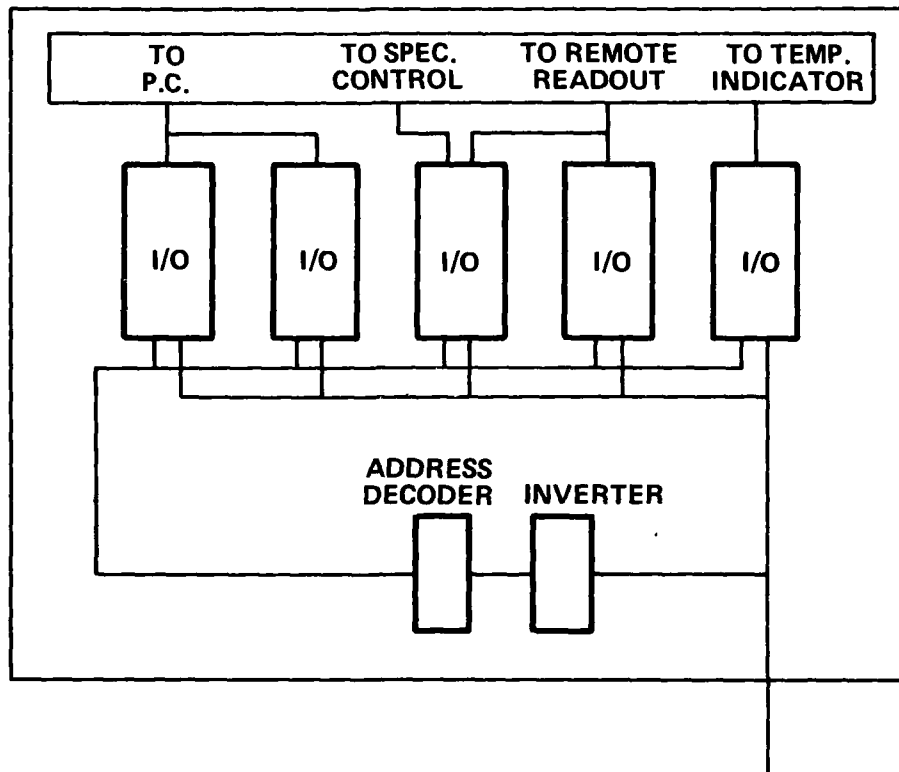 TO
P.C.
TO SPEC.
CONTROL
TO REMOTE
READOUT
TO TEMP.
INDICATOR
I/O
I/O
I/O
I/O
I/O
ADDRESS
DECODER
INVERTER